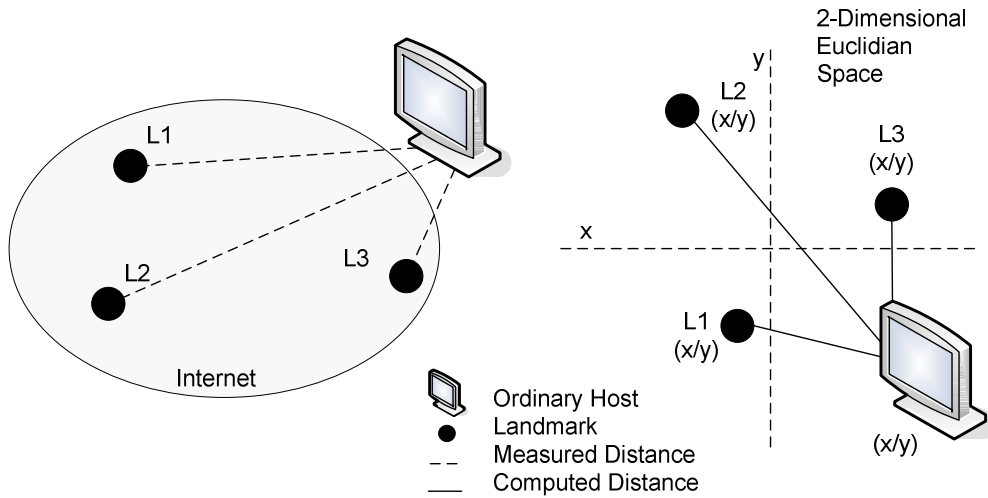 L1
L2
L3
Internet
2-Dimensional
Euclidian
Space
y
x
L2
(x/y)
L3
(x/y)
L1
(x/y)
(x/y)
Ordinary Host
Landmark
Measured Distance
Computed Distance